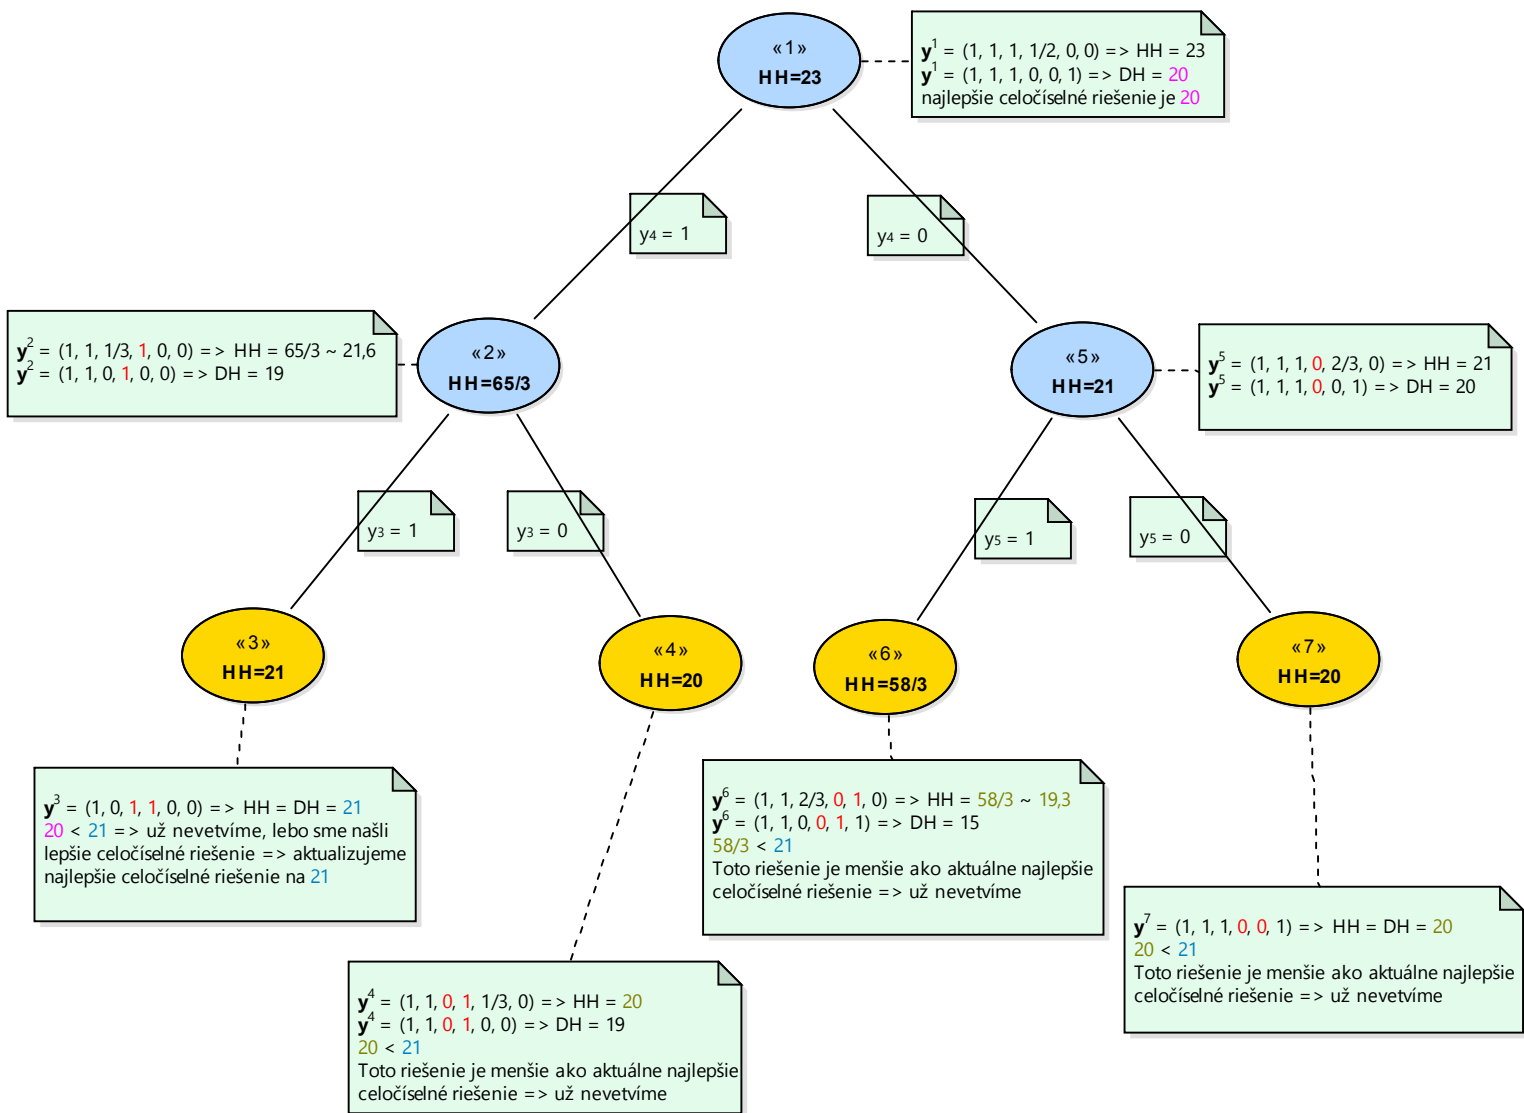 «1»
HH=23
y1 = (1, 1, 1, 1/2, 0, 0) => HH = 23
y1 = (1, 1, 1, 0, 0, 1) => DH = 20
najlepšie celočíselné riešenie je 20
y4 = 1
y4 = 0
y2 = (1, 1, 1/3, 1, 0, 0) => HH = 65/3 ~ 21,6
y2 = (1, 1, 0, 1, 0, 0) => DH = 19
«2»
HH=65/3
«5»
HH=21
y5 = (1, 1, 1, 0, 2/3, 0) => HH = 21
y5 = (1, 1, 1, 0, 0, 1) => DH = 20
y3 = 1
y3 = 0
y5 = 1
y5 = 0
«3»
HH=21
«4»
HH=20
«6»
HH=58/3
«7»
HH=20
y3 = (1, 0, 1, 1, 0, 0) => HH = DH = 21
20 < 21 => už nevetvíme, lebo sme našli
lepšie celočíselné riešenie => aktualizujeme
najlepšie celočíselné riešenie na 21
y6 = (1, 1, 2/3, 0, 1, 0) => HH = 58/3 ~ 19,3
y6 = (1, 1, 0, 0, 1, 1) => DH = 15
58/3 < 21
Toto riešenie je menšie ako aktuálne najlepšie
celočíselné riešenie => už nevetvíme
y7 = (1, 1, 1, 0, 0, 1) => HH = DH = 20
20 < 21
Toto riešenie je menšie ako aktuálne najlepšie
celočíselné riešenie => už nevetvíme
y4 = (1, 1, 0, 1, 1/3, 0) => HH = 20
y4 = (1, 1, 0, 1, 0, 0) => DH = 19
20 < 21
Toto riešenie je menšie ako aktuálne najlepšie
celočíselné riešenie => už nevetvíme